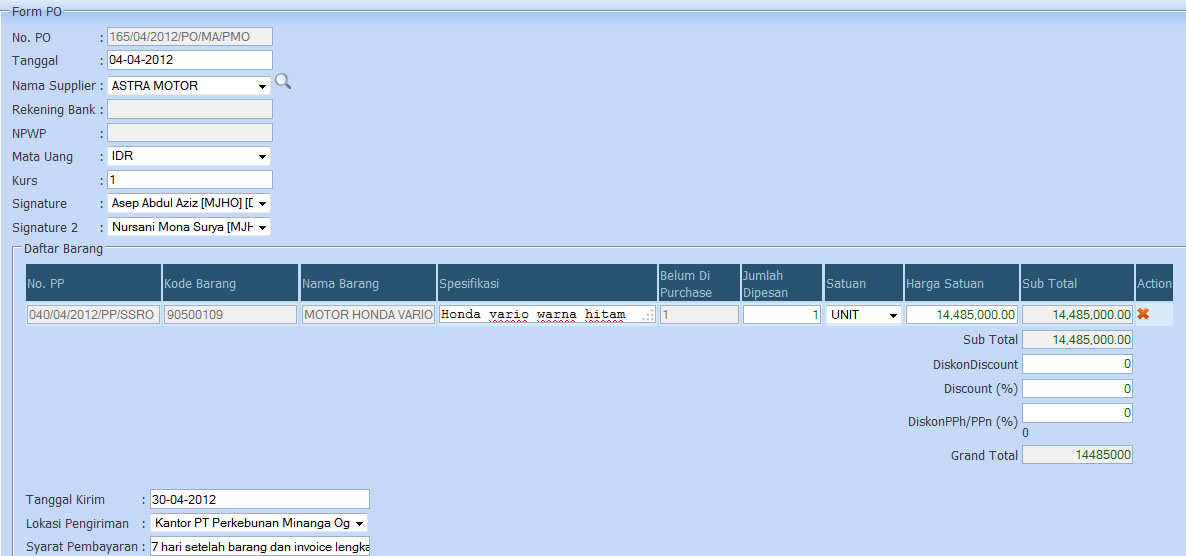 Form PO
No. PO : 165/04/2012/PO/MA/PMO
Tanggal : 04-04-2012
Nama Supplier : ASTRA MOTOR
Rekening Bank :
NPWP :
Mata Uang : IDR
Kurs : 1
Signature : Asep Abdul Aziz [MJHO] [D
Signature 2 : Nursani Mona Surya [MJH
Daftar Barang
No. PP Kode Barang Nama Barang Spesifikasi Belum Di Purchase Jumlah Dipesan Satuan Harga Satuan Sub Total Action
040/04/2012/PP/SSRO 90500109 MOTOR HONDA VARIO Honda vario warna hitam 1 1 UNIT 14,485,000.00 14,485,000.00
Sub Total 14,485,000.00
DiskonDiscount 0
Discount (%) 0
DiskonPPh/PPn (%) 0
0
Grand Total 14485000
Tanggal Kirim : 30-04-2012
Lokasi Pengiriman : Kantor PT Perkebunan Minanga Og
Syarat Pembayaran : 7 hari setelah barang dan invoice lengka